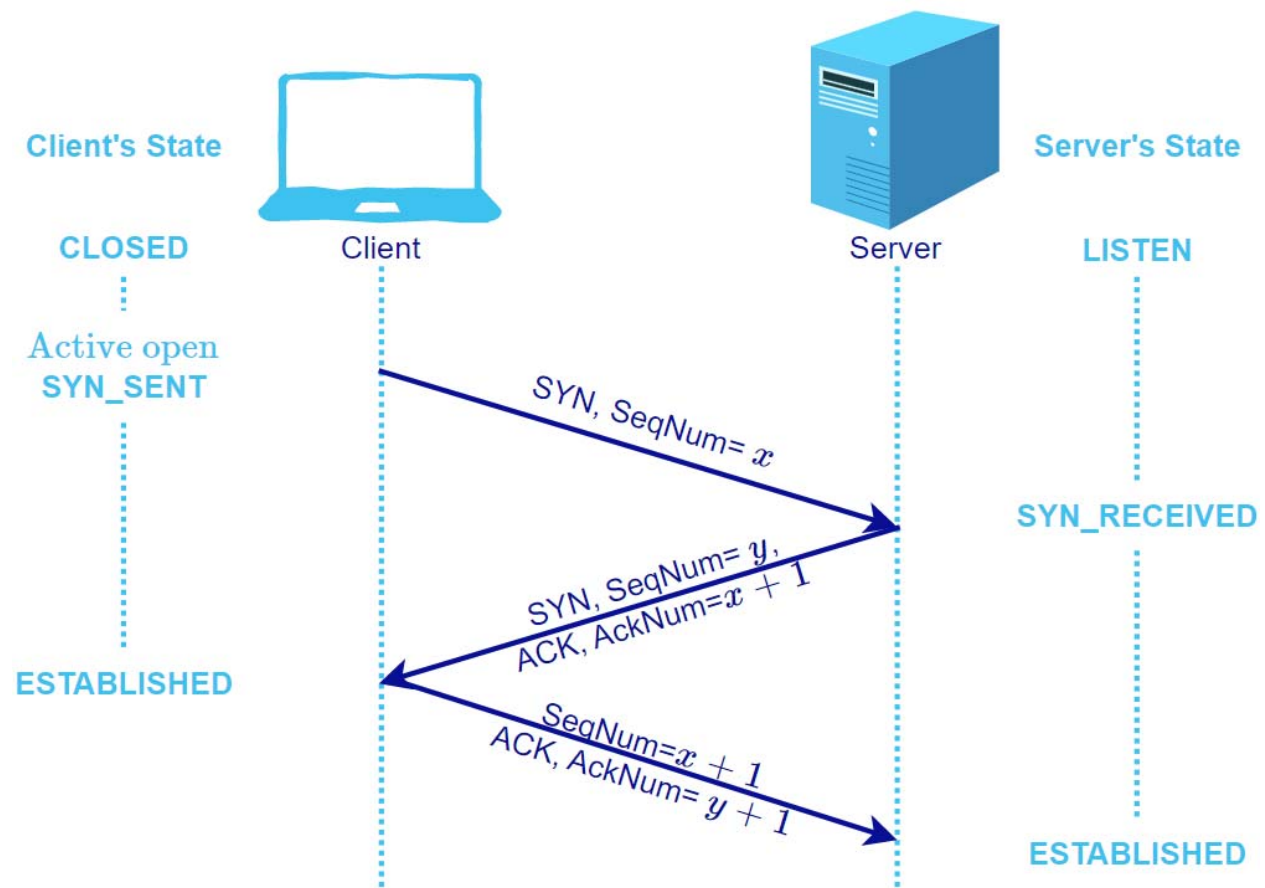 Client's State
Server's State
CLOSED
Client
Server
LISTEN
Active open
SYN_SENT
SYN, SeqNum= x
SYN_RECEIVED
SYN, SeqNum= y,
ACK, AckNum=x + 1
ESTABLISHED
SeqNum=x + 1
ACK, AckNum= y + 1
ESTABLISHED